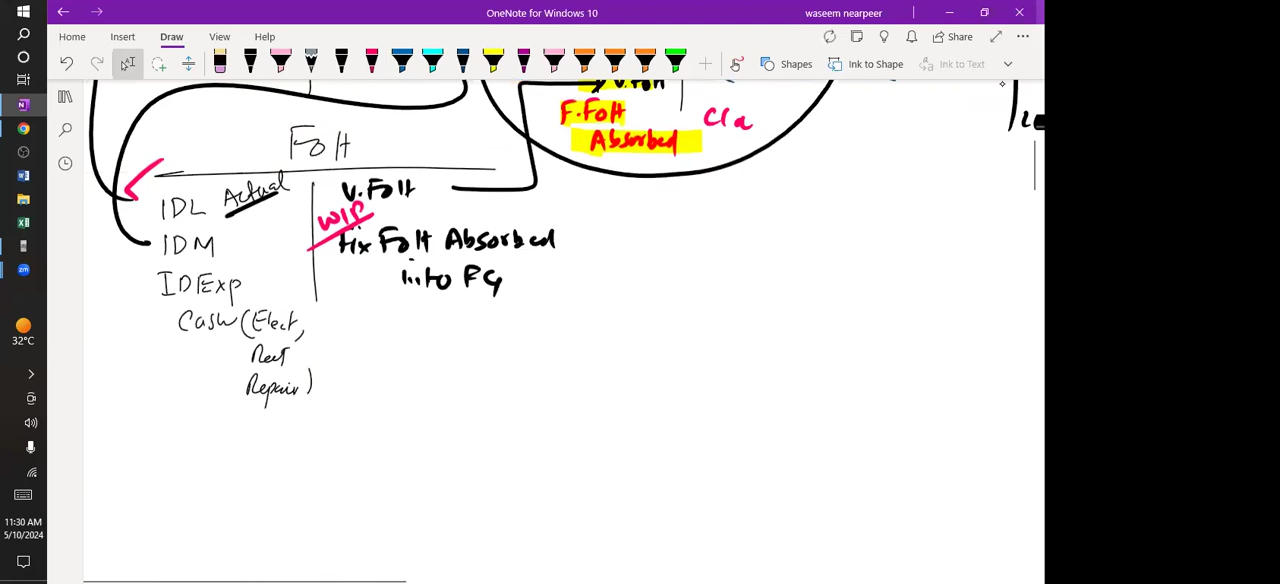 OneNote for Windows 10
waseem nearpeer
Home Insert Draw View Help
Share
Shapes
Ink to Shape
Ink to Text
V.FoH
F.FoH
Absorbed
Cl a
FoH
IDL Actual
V.FoH
WIP
IDM
Fix FoH Absorbed
into FG
IDExp
Cash (Elect,
Rent
Repair)
32°C
11:30 AM
5/10/2024